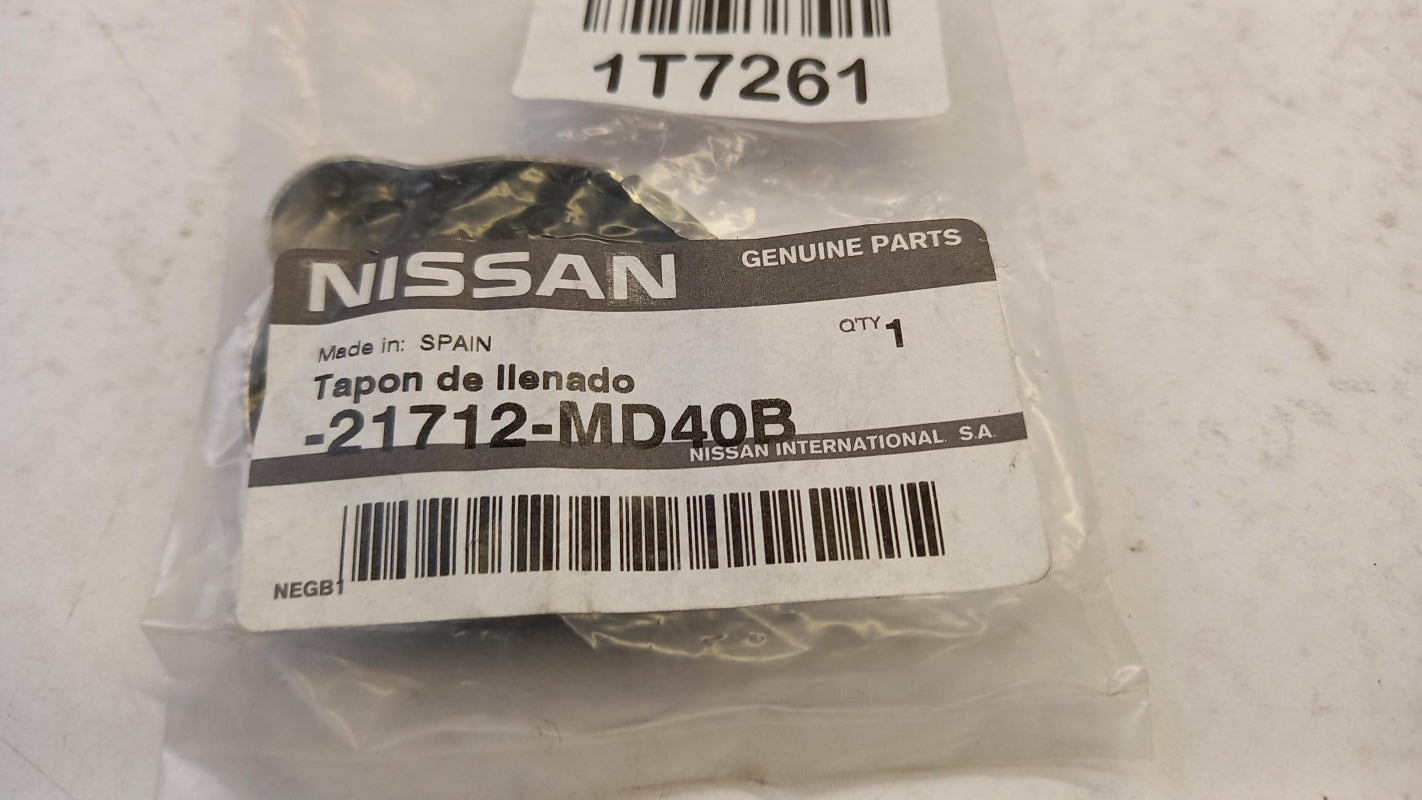 1T7261
NISSAN GENUINE PARTS
Made in: SPAIN Q'TY 1
Tapon de llenado
-21712-MD40B
NISSAN INTERNATIONAL. S.A.
NEGB1